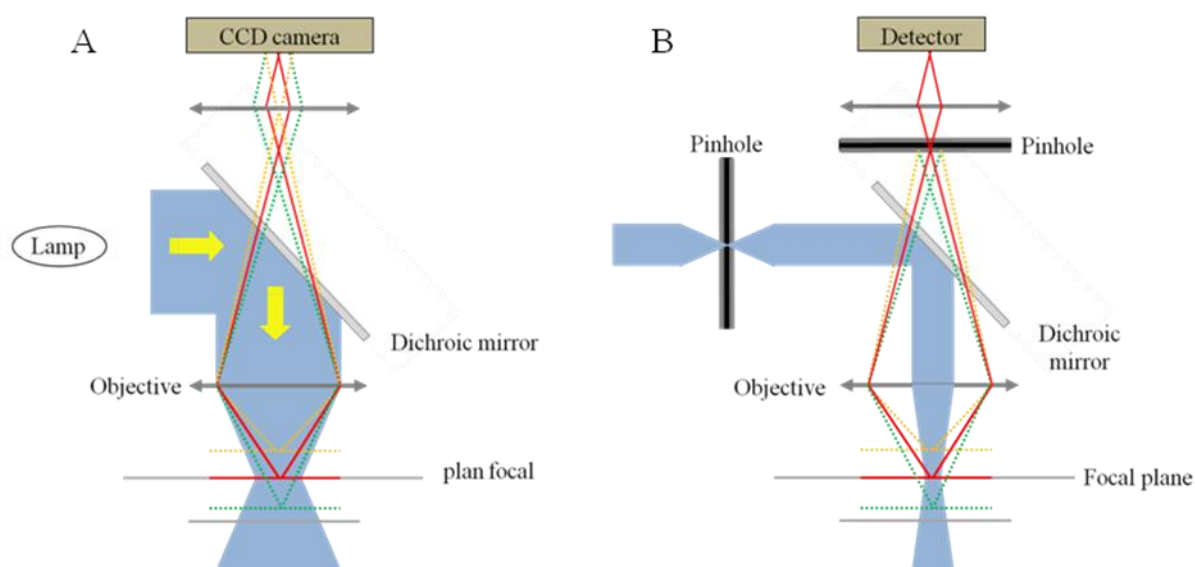 A
CCD camera
Lamp
Dichroic mirror
Objective
plan focal
B
Detector
Pinhole
Pinhole
Dichroic
mirror
Objective
Focal plane